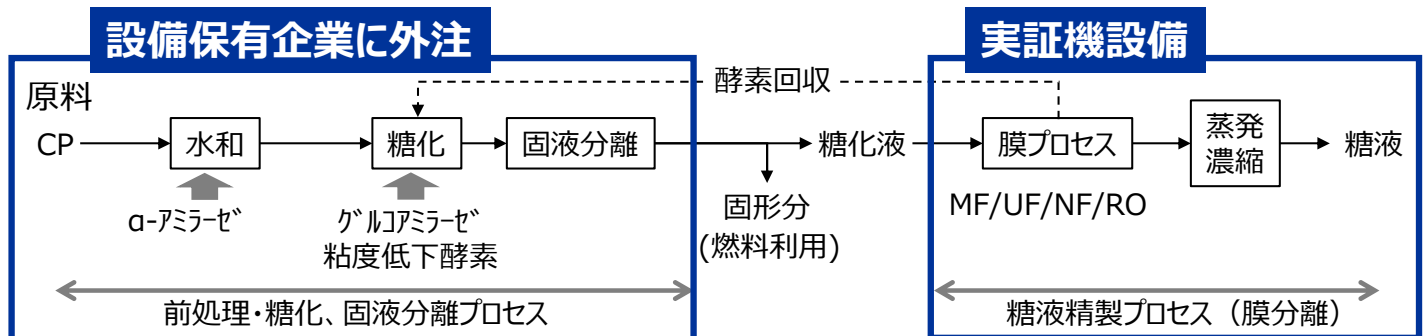 設備保有企業に外注
実証機設備
酵素回収
原料
CP
水和
糖化
固液分離
糖化液
膜プロセス
蒸発
濃縮
糖液
α-ｱﾐﾗｰｾﾞ
ｸﾞﾙｺｱﾐﾗｰｾﾞ
粘度低下酵素
固形分
(燃料利用)
MF/UF/NF/RO
前処理・糖化、固液分離プロセス
糖液精製プロセス（膜分離）